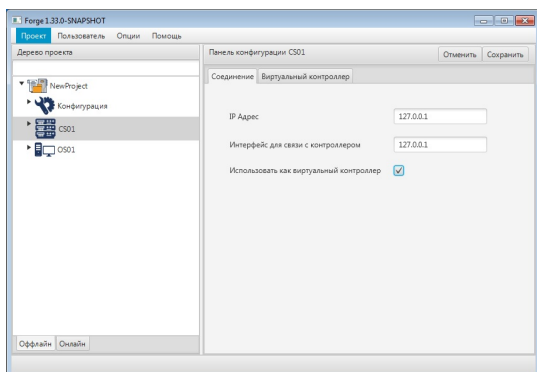 Forge 1.33.0-SNAPSHOT
Проект Пользователь Опции Помощь
Дерево проекта
NewProject
Конфигурация
CS01
OS01
Оффлайн Онлайн
Панель конфигурации CS01
Отменить Сохранить
Соединение Виртуальный контроллер
IP Адрес 127.0.0.1
Интерфейс для связи с контроллером 127.0.0.1
Использовать как виртуальный контроллер